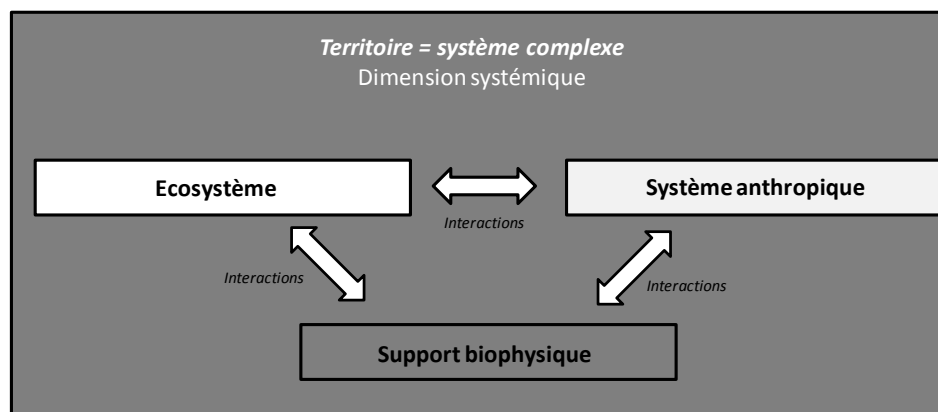 Territoire = système complexe
Dimension systémique
Ecosystème
Système anthropique
Interactions
Interactions
Interactions
Support biophysique